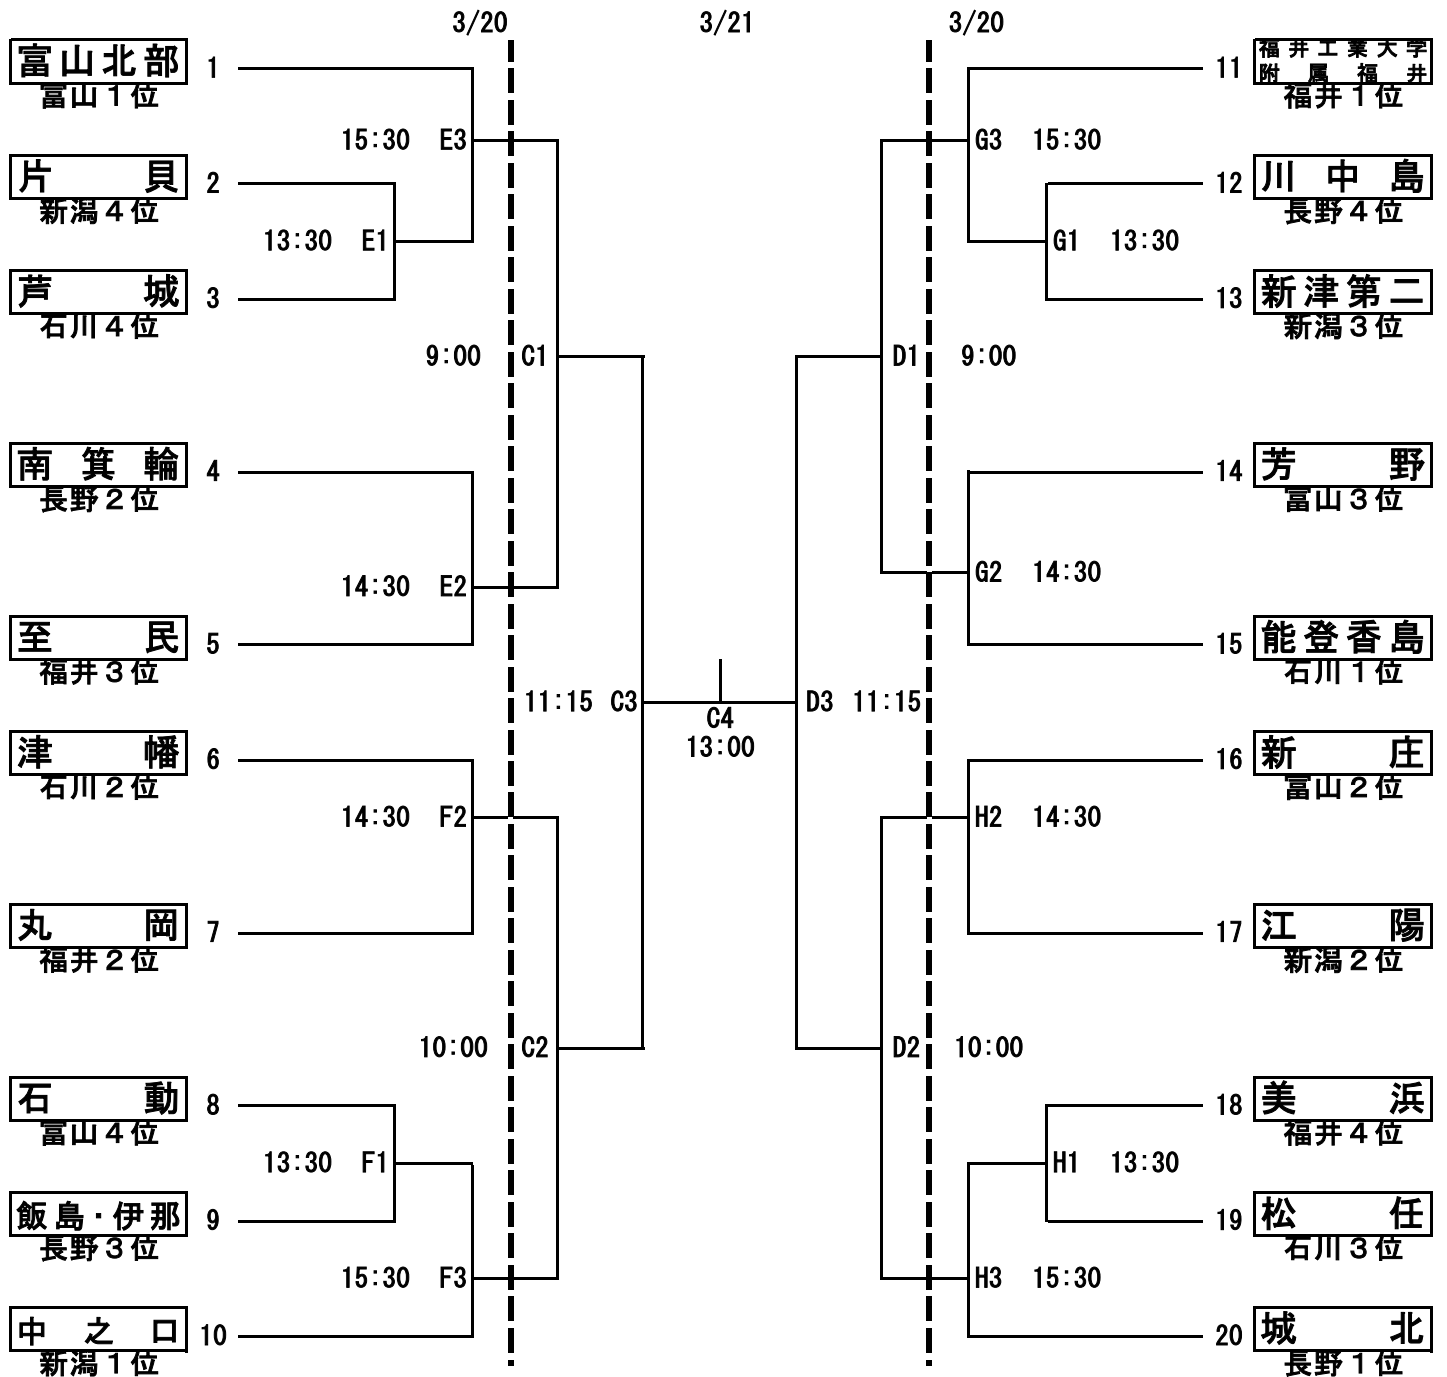 3/20 3/21 3/20
富山北部 1
富山1位
15:30 E3
片貝 2
新潟4位
13:30 E1
芦城 3
石川4位
9:00 C1
南箕輪 4
長野2位
14:30 E2
至民 5
福井3位
11:15 C3
津幡 6
石川2位
14:30 F2
丸岡 7
福井2位
10:00 C2
石動 8
富山4位
13:30 F1
飯島・伊那 9
長野3位
15:30 F3
中之口 10
新潟1位
C4
13:00
11 福井工業大学
附属福井
福井1位
G3 15:30
12 川中島
長野4位
G1 13:30
13 新津第二
新潟3位
D1 9:00
14 芳野
富山3位
G2 14:30
15 能登香島
石川1位
D3 11:15
16 新庄
富山2位
H2 14:30
17 江陽
新潟2位
D2 10:00
18 美浜
福井4位
H1 13:30
19 松任
石川3位
H3 15:30
20 城北
長野1位